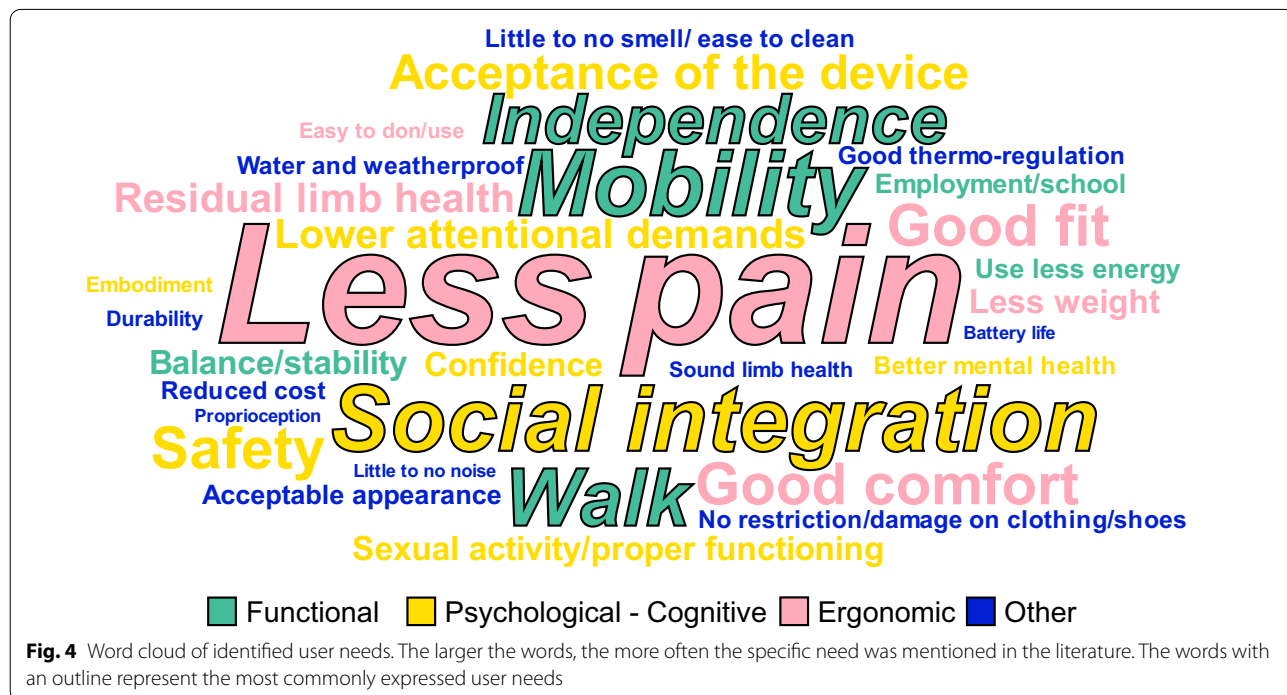 Little to no smell/ ease to clean
Acceptance of the device
Independence
Easy to don/use
Water and weatherproof
Mobility
Good thermo-regulation
Residual limb health
Employment/school
Good fit
Lower attentional demands
Less pain
Use less energy
Embodiment
Less weight
Durability
Battery life
Balance/stability
Confidence
Sound limb health
Better mental health
Reduced cost
Proprioception
Social integration
Safety
Little to no noise
Acceptable appearance
Walk
Good comfort
No restriction/damage on clothing/shoes
Sexual activity/proper functioning
Functional Psychological - Cognitive Ergonomic Other
Fig. 4 Word cloud of identified user needs. The larger the words, the more often the specific need was mentioned in the literature. The words with
an outline represent the most commonly expressed user needs